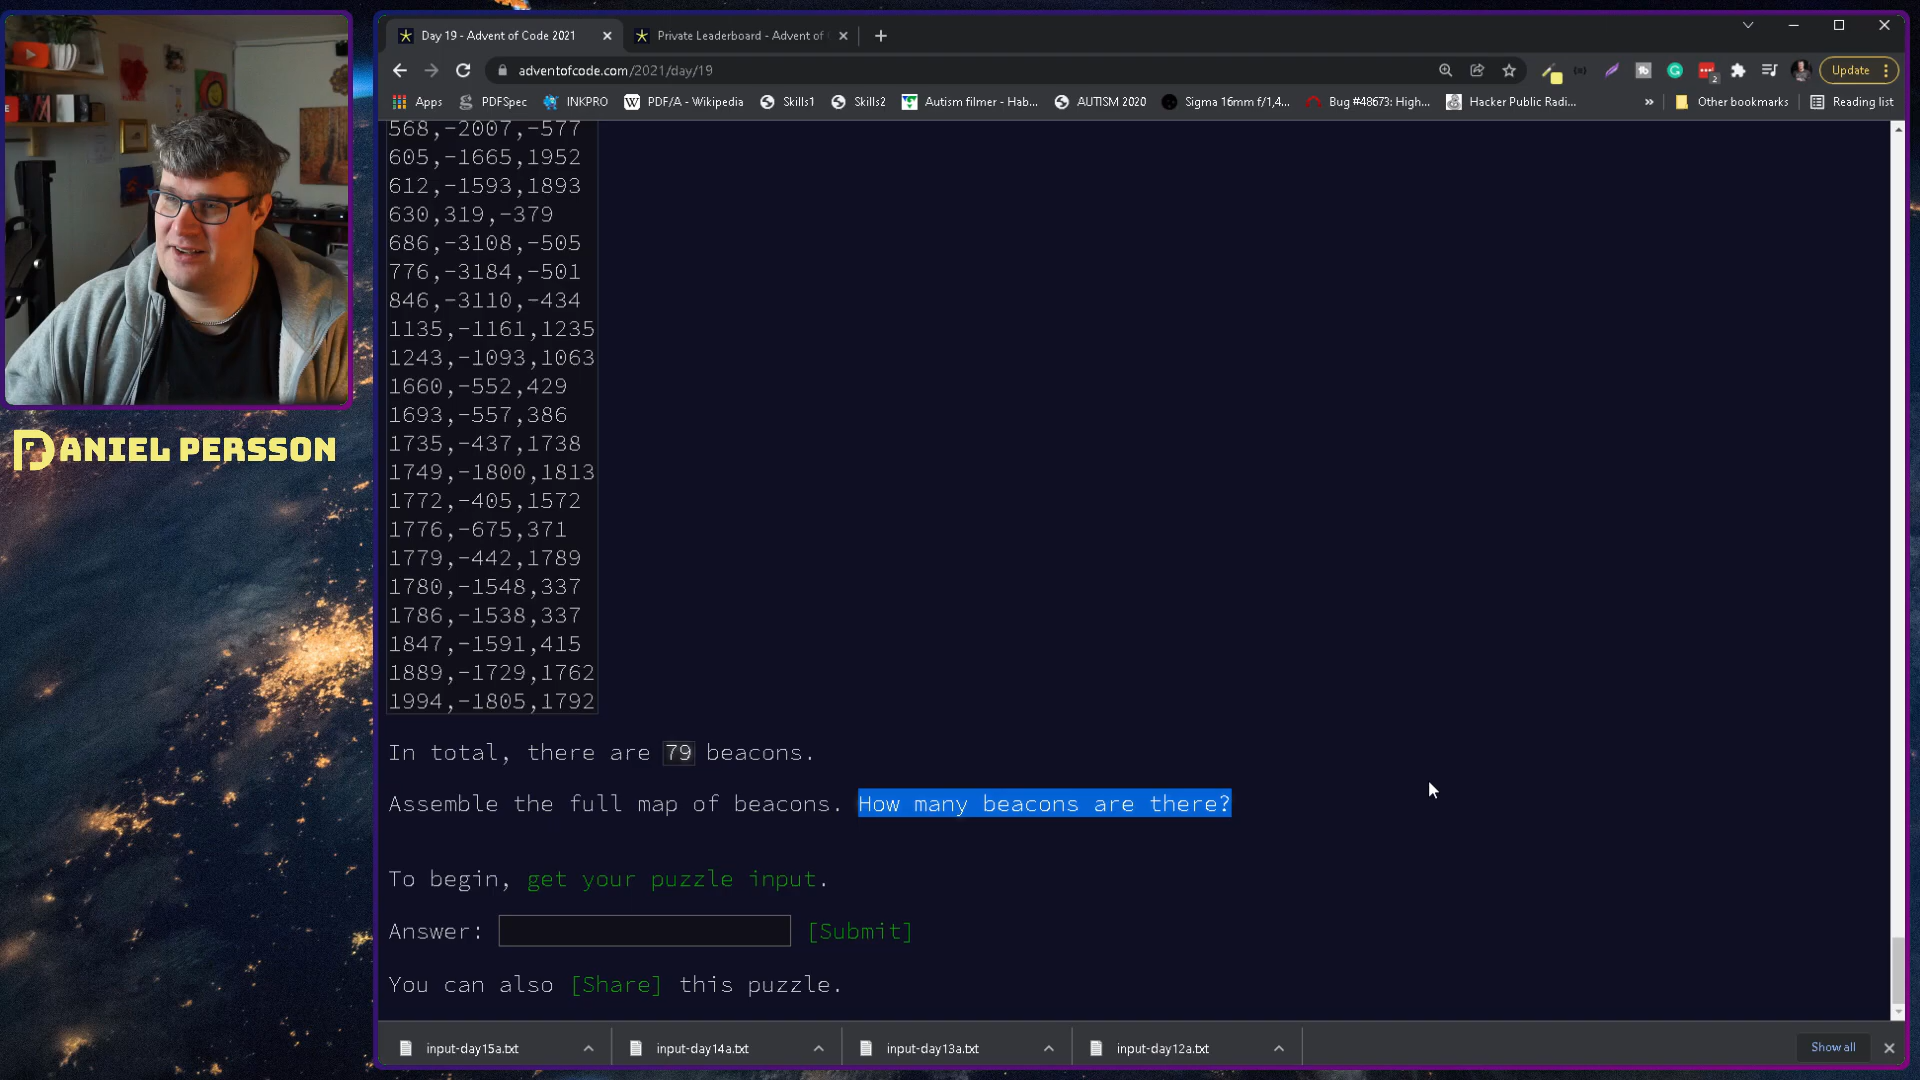 Day 19 - Advent of Code 2021
Private Leaderboard - Advent of
adventofcode.com/2021/day/19
Update
Apps
PDFSpec
INKPRO
PDF/A - Wikipedia
Skills1
Skills2
Autism filmer - Hab...
AUTISM 2020
Sigma 16mm f/1,4...
Bug #48673: High...
Hacker Public Radi...
»
Other bookmarks
Reading list
568,-2007,-577
605,-1665,1952
612,-1593,1893
630,319,-379
686,-3108,-505
776,-3184,-501
846,-3110,-434
1135,-1161,1235
1243,-1093,1063
1660,-552,429
1693,-557,386
1735,-437,1738
1749,-1800,1813
1772,-405,1572
1776,-675,371
1779,-442,1789
1780,-1548,337
1786,-1538,337
1847,-1591,415
1889,-1729,1762
1994,-1805,1792
In total, there are 79 beacons.
Assemble the full map of beacons. How many beacons are there?
To begin, get your puzzle input.
Answer: [Submit]
You can also [Share] this puzzle.
input-day15a.txt
input-day14a.txt
input-day13a.txt
input-day12a.txt
Show all
DANIEL PERSSON